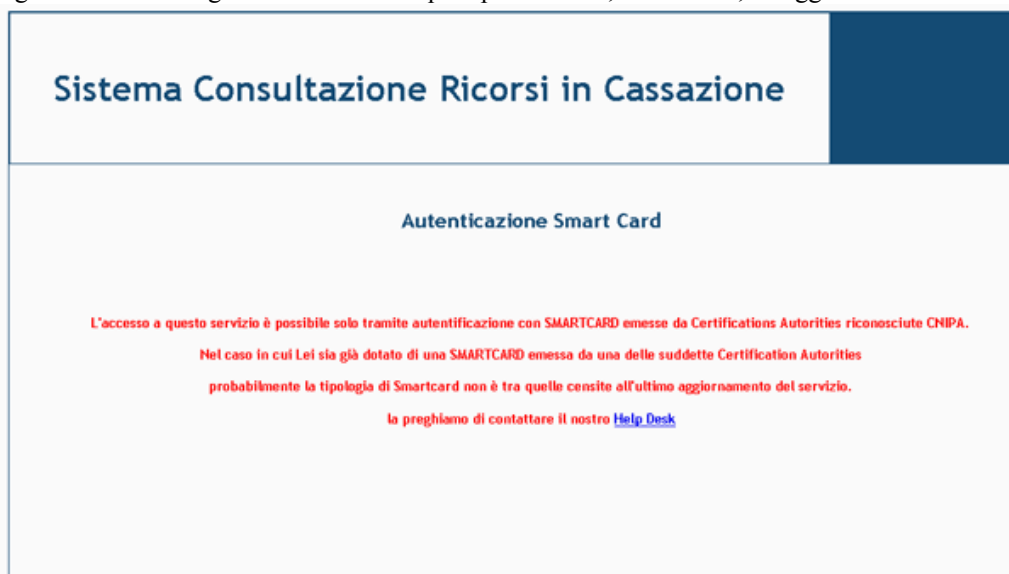 Sistema Consultazione Ricorsi in Cassazione
Autenticazione Smart Card
L'accesso a questo servizio è possibile solo tramite autentificazione con SMARTCARD emesse da Certifications Autorities riconosciute CNIPA.
Nel caso in cui Lei sia già dotato di una SMARTCARD emessa da una delle suddette Certification Autorities
probabilmente la tipologia di Smartcard non è tra quelle censite all'ultimo aggiornamento del servizio.
la preghiamo di contattare il nostro Help Desk